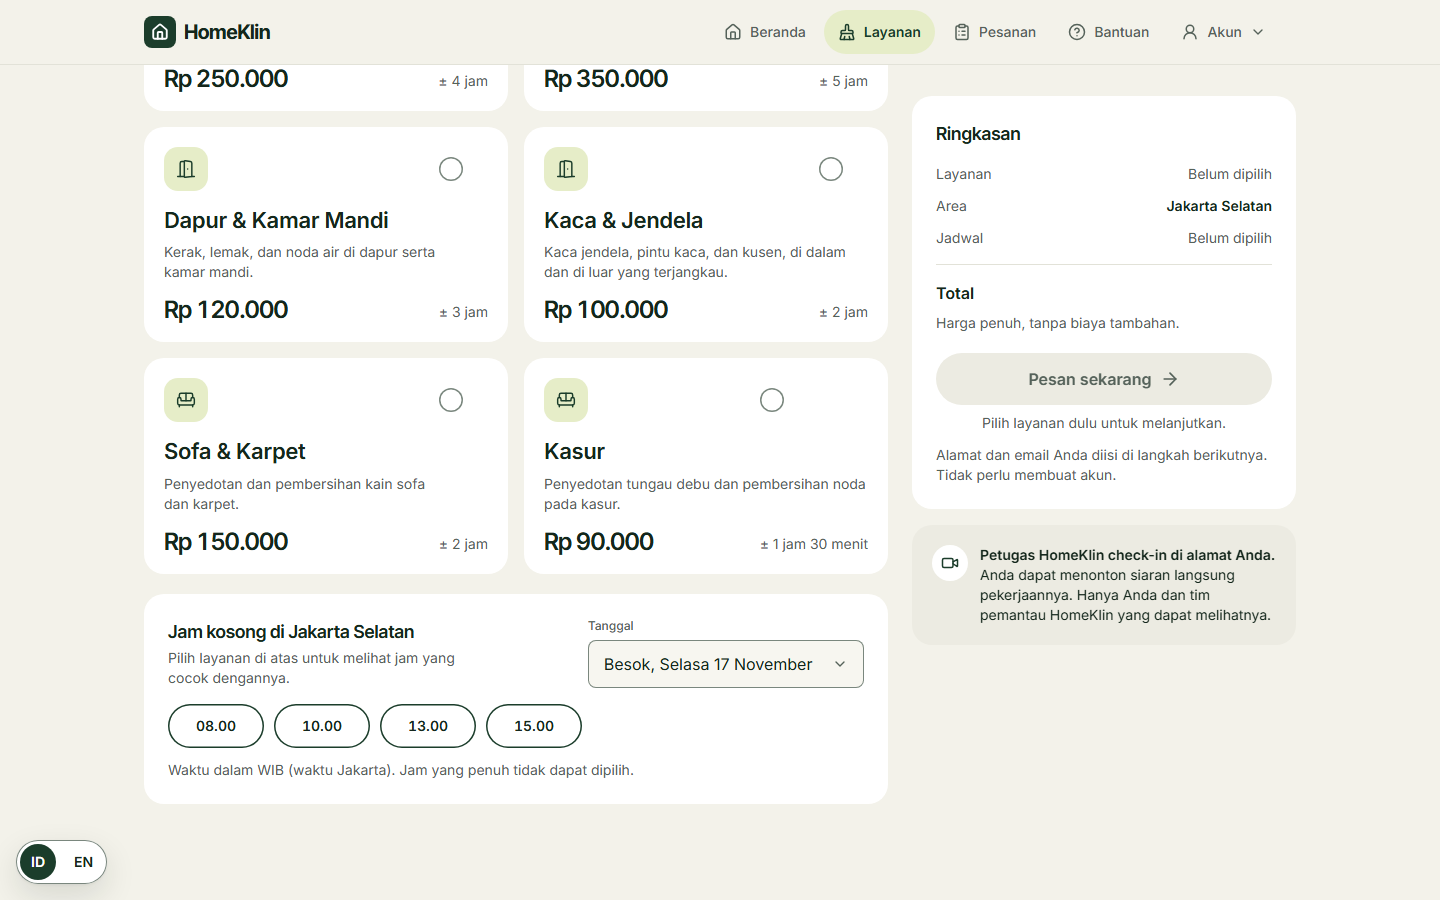 HomeKlin
Beranda
Layanan
Pesanan
Bantuan
Akun
Rp 250.000
± 4 jam
Rp 350.000
± 5 jam
Dapur & Kamar Mandi
Kerak, lemak, dan noda air di dapur serta
kamar mandi.
Rp 120.000
± 3 jam
Kaca & Jendela
Kaca jendela, pintu kaca, dan kusen, di dalam
dan di luar yang terjangkau.
Rp 100.000
± 2 jam
Sofa & Karpet
Penyedotan dan pembersihan kain sofa
dan karpet.
Rp 150.000
± 2 jam
Kasur
Penyedotan tungau debu dan pembersihan noda
pada kasur.
Rp 90.000
± 1 jam 30 menit
Jam kosong di Jakarta Selatan
Pilih layanan di atas untuk melihat jam yang
cocok dengannya.
Tanggal
Besok, Selasa 17 November
08.00
10.00
13.00
15.00
Waktu dalam WIB (waktu Jakarta). Jam yang penuh tidak dapat dipilih.
Ringkasan
Layanan
Belum dipilih
Area
Jakarta Selatan
Jadwal
Belum dipilih
Total
Harga penuh, tanpa biaya tambahan.
Pesan sekarang
Pilih layanan dulu untuk melanjutkan.
Alamat dan email Anda diisi di langkah berikutnya.
Tidak perlu membuat akun.
Petugas HomeKlin check-in di alamat Anda.
Anda dapat menonton siaran langsung
pekerjaannya. Hanya Anda dan tim
pemantau HomeKlin yang dapat melihatnya.
ID
EN